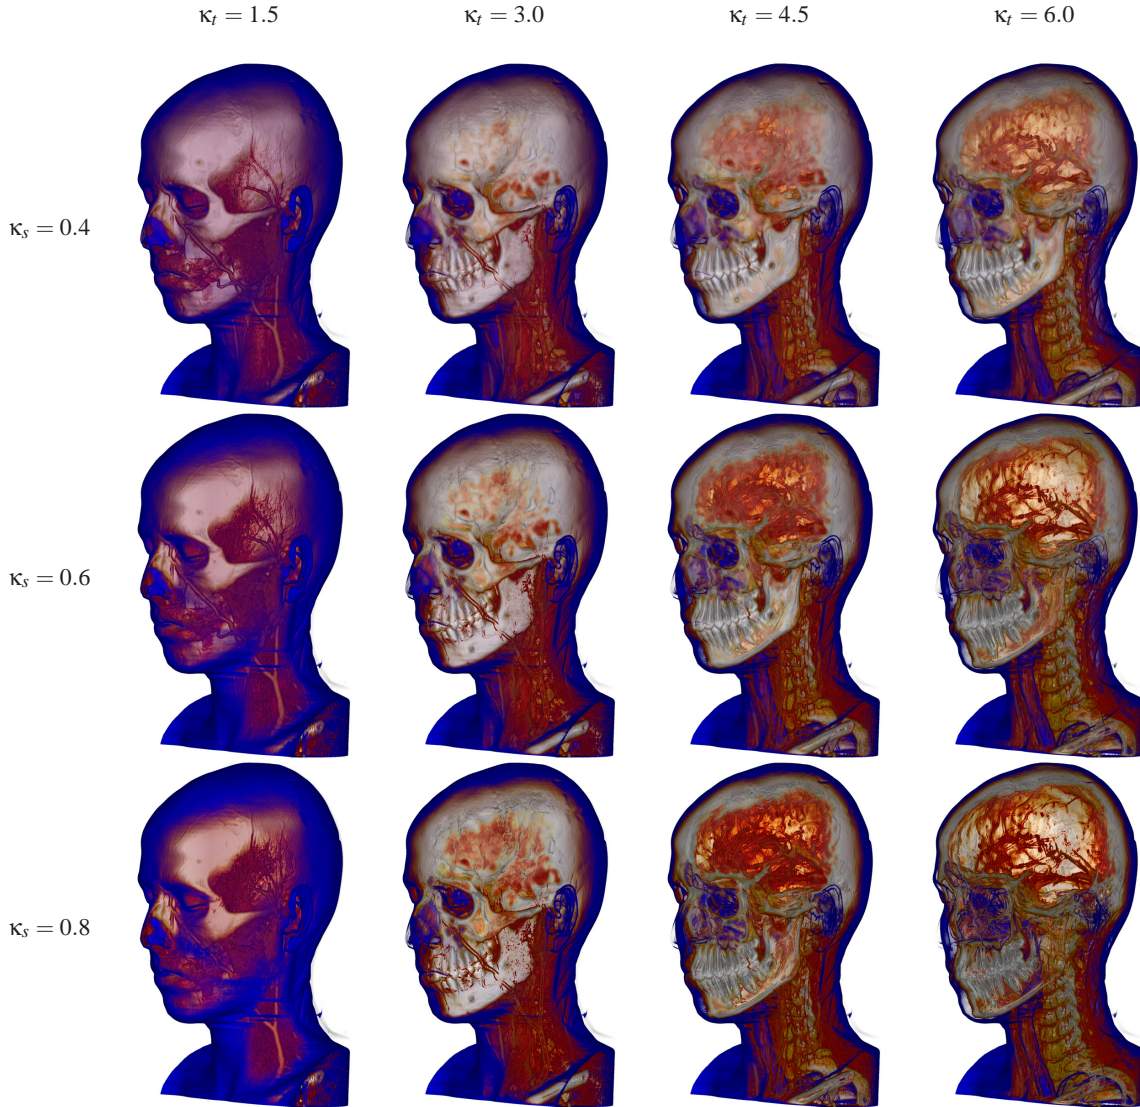 κt = 1.5 κt = 3.0 κt = 4.5 κt = 6.0
κs = 0.4
κs = 0.6
κs = 0.8